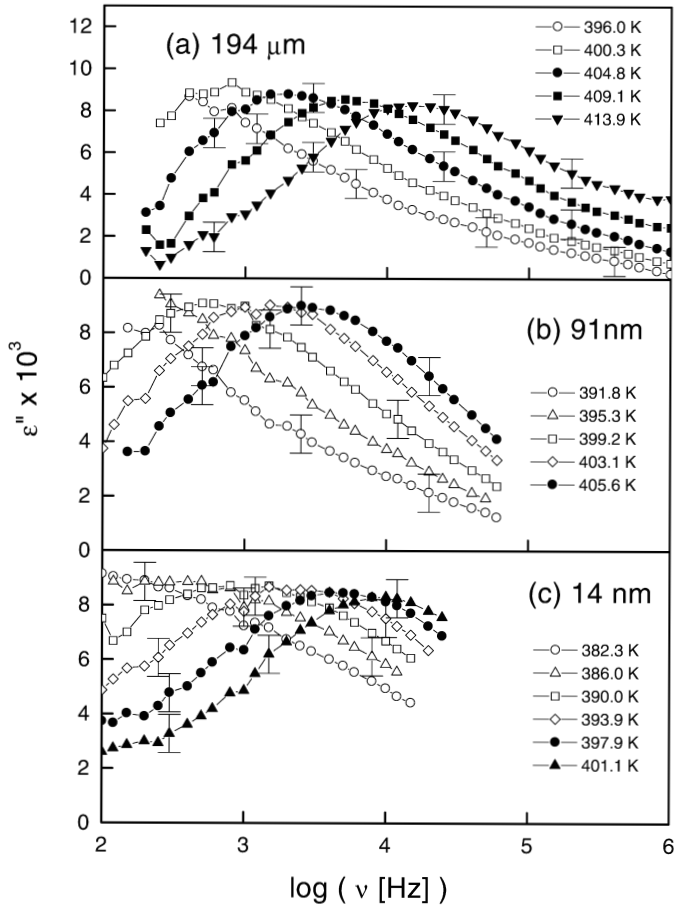 (a) 194 μm
396.0 K
400.3 K
404.8 K
409.1 K
413.9 K
12
10
8
6
4
2
0
(b) 91nm
391.8 K
395.3 K
399.2 K
403.1 K
405.6 K
8
6
4
2
0
ε" x 10³
(c) 14 nm
382.3 K
386.0 K
390.0 K
393.9 K
397.9 K
401.1 K
8
6
4
2
0
2 3 4 5 6
log ( ν [Hz] )